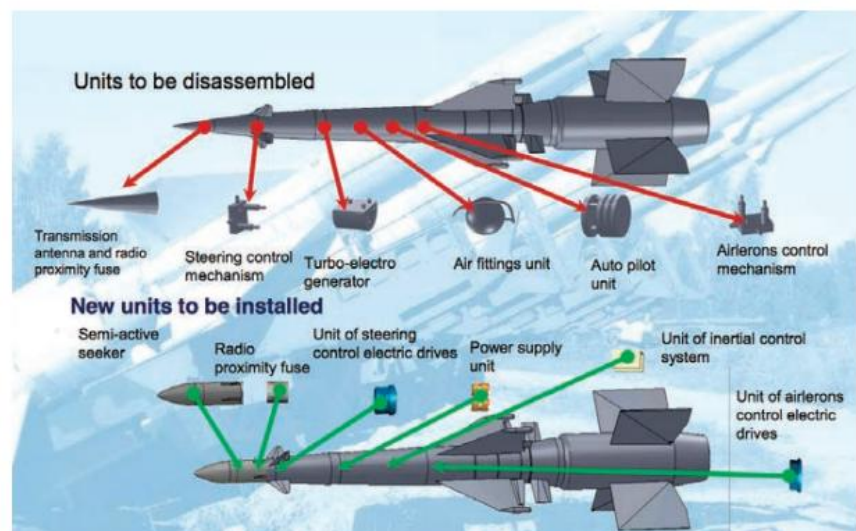 Units to be disassembled
Transmission
antenna and radio
proximity fuse
Steering control
mechanism
Turbo-electro
generator
Air fittings unit
Auto pilot
unit
Airlerons control
mechanism
New units to be installed
Semi-active
seeker
Radio
proximity fuse
Unit of steering
control electric drives
Power supply
unit
Unit of inertial control
system
Unit of airlerons
control electric
drives